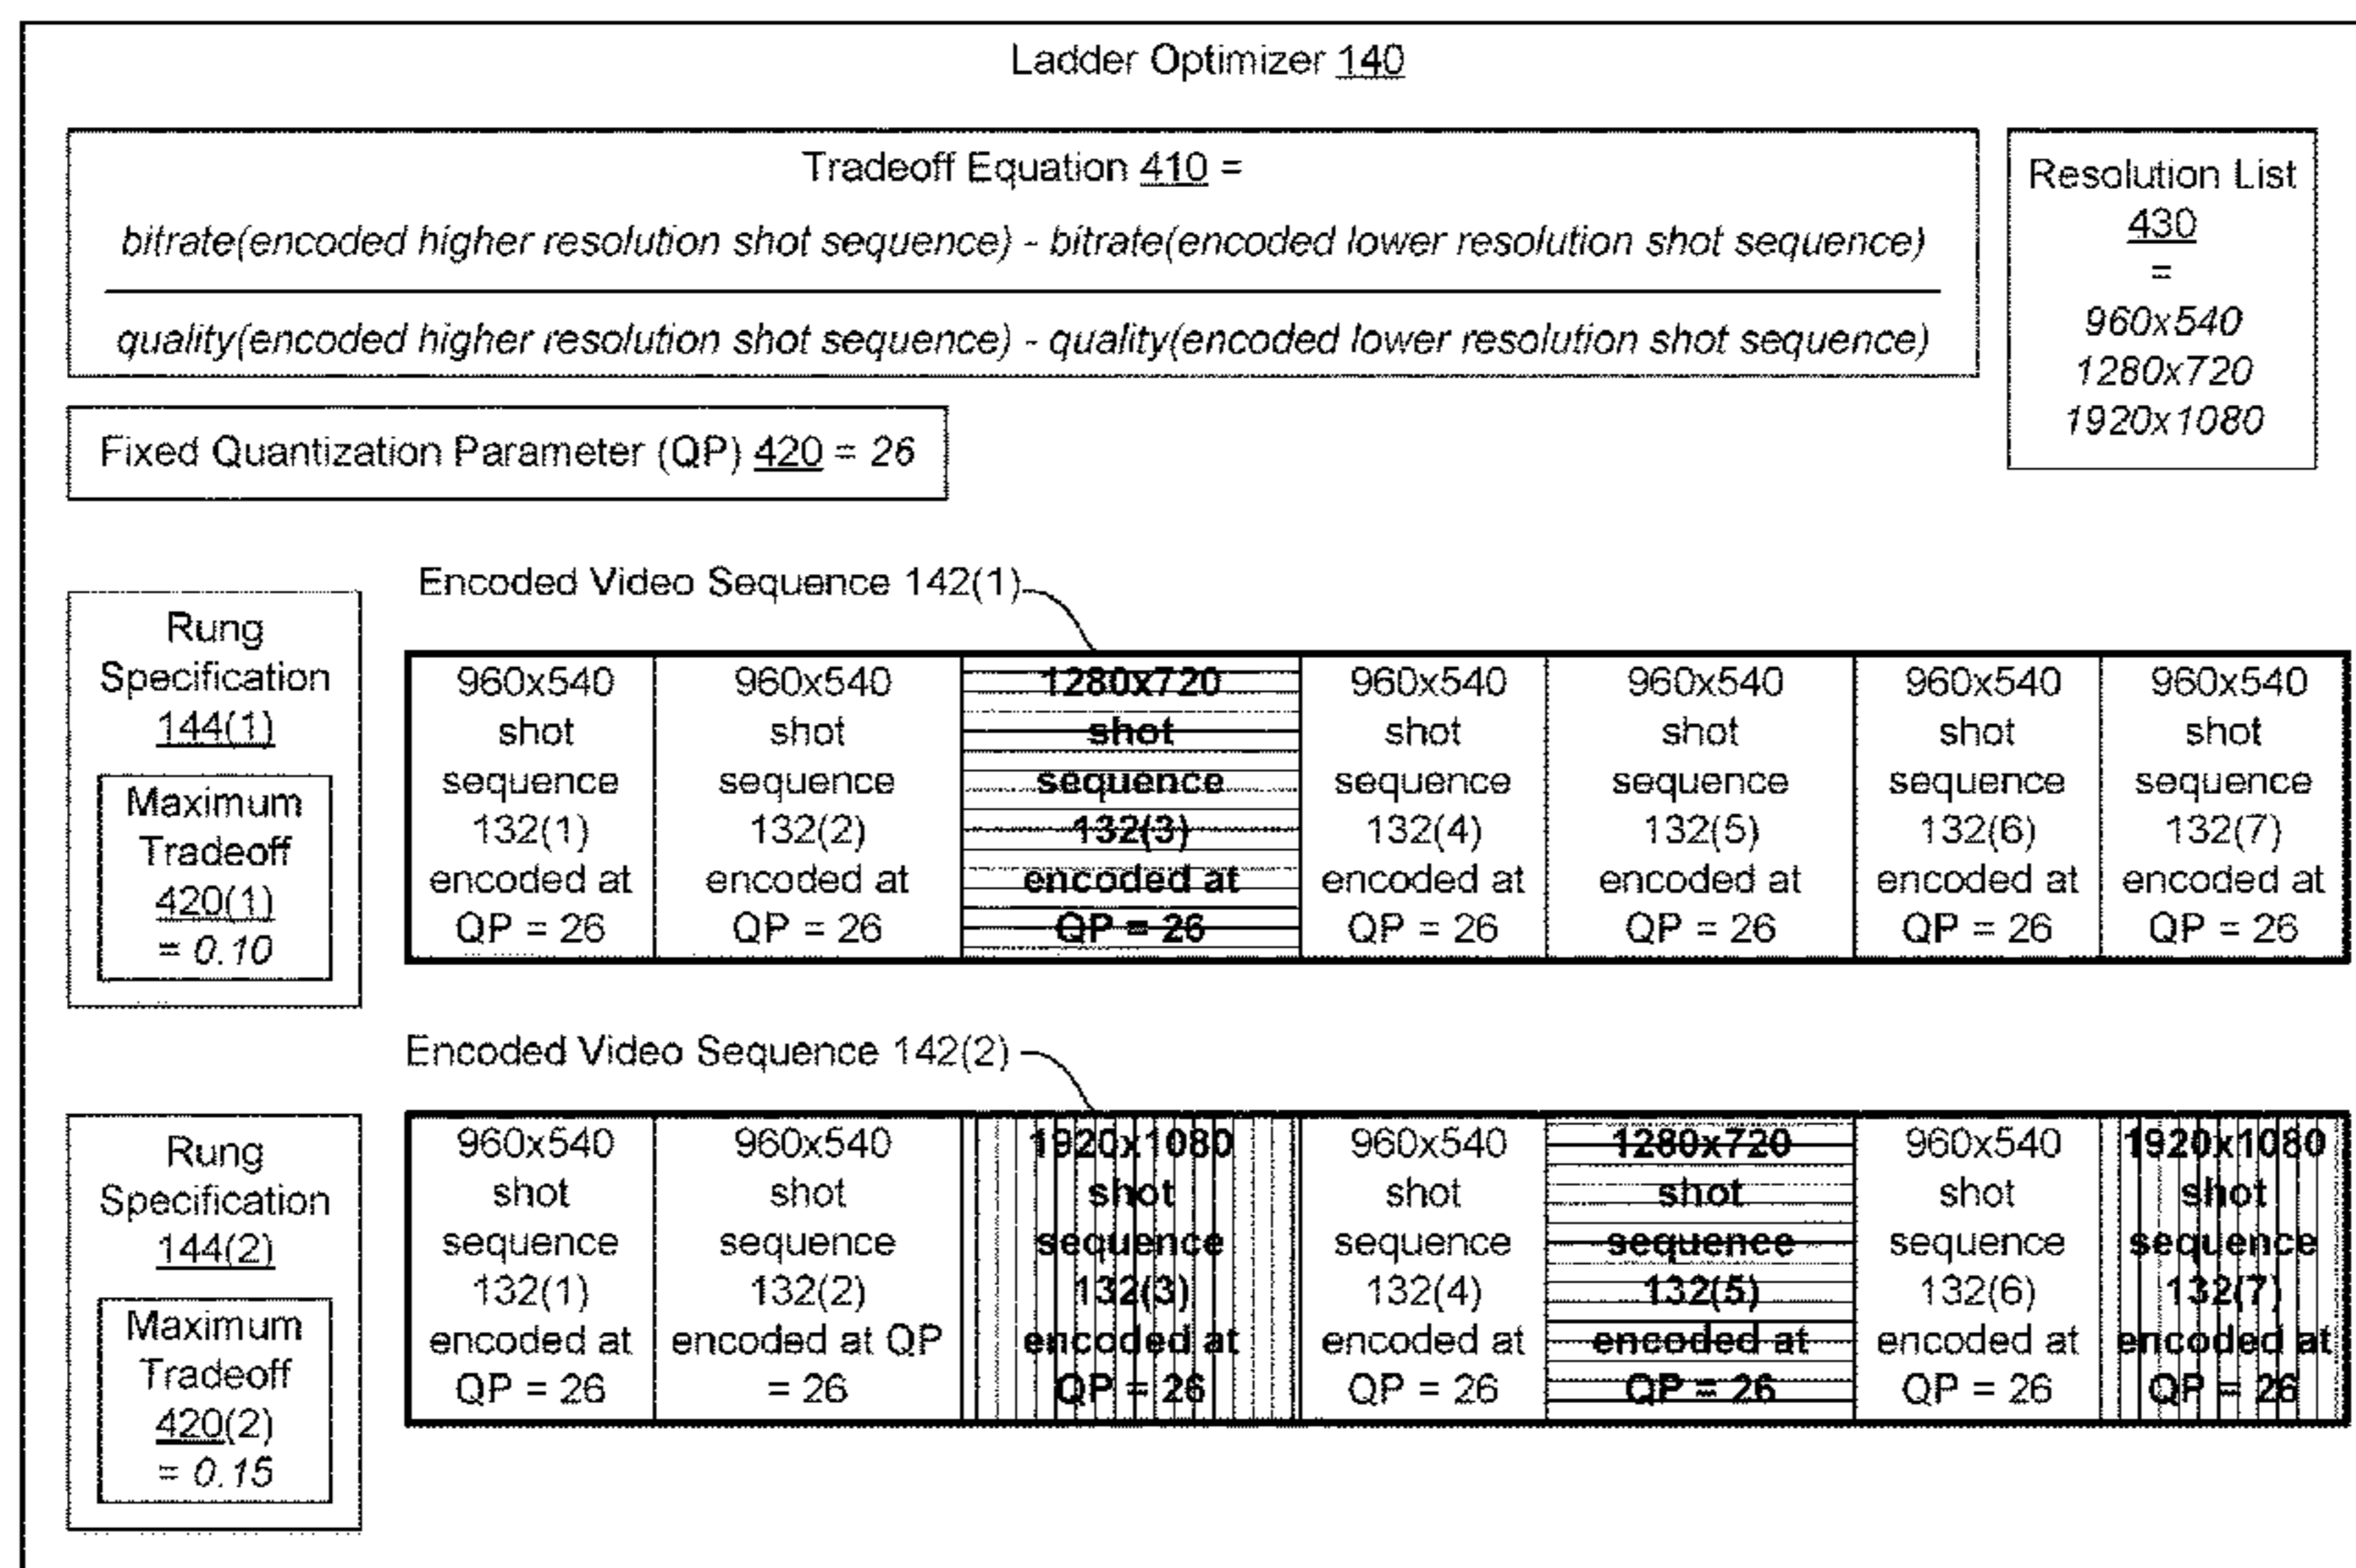 Ladder Optimizer 140
Tradeoff Equation 410 =
bitrate(encoded higher resolution shot sequence) - bitrate(encoded lower resolution shot sequence)
quality(encoded higher resolution shot sequence) - quality(encoded lower resolution shot sequence)
Resolution List
430
=
960x540
1280x720
1920x1080
Fixed Quantization Parameter (QP) 420 = 26
Encoded Video Sequence 142(1)
Rung
Specification
144(1)
Maximum
Tradeoff
420(1)
= 0.10
960x540
shot
sequence
132(1)
encoded at
QP = 26
960x540
shot
sequence
132(2)
encoded at
QP = 26
1280x720
shot
sequence
132(3)
encoded at
QP = 26
960x540
shot
sequence
132(4)
encoded at
QP = 26
960x540
shot
sequence
132(5)
encoded at
QP = 26
960x540
shot
sequence
132(6)
encoded at
QP = 26
960x540
shot
sequence
132(7)
encoded at
QP = 26
Encoded Video Sequence 142(2)
Rung
Specification
144(2)
Maximum
Tradeoff
420(2)
= 0.15
960x540
shot
sequence
132(1)
encoded at
QP = 26
960x540
shot
sequence
132(2)
encoded at QP
= 26
1920x1080
shot
sequence
132(3)
encoded at
QP = 26
960x540
shot
sequence
132(4)
encoded at
QP = 26
1280x720
shot
sequence
132(5)
encoded at
QP = 26
960x540
shot
sequence
132(6)
encoded at
QP = 26
1920x1080
shot
sequence
132(7)
encoded at
QP = 26